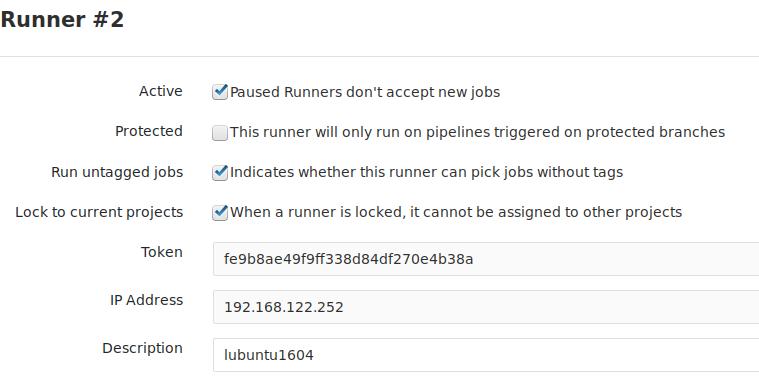 Runner #2
Active Paused Runners don't accept new jobs
Protected This runner will only run on pipelines triggered on protected branches
Run untagged jobs Indicates whether this runner can pick jobs without tags
Lock to current projects When a runner is locked, it cannot be assigned to other projects
Token fe9b8ae49f9ff338d84df270e4b38a
IP Address 192.168.122.252
Description lubuntu1604